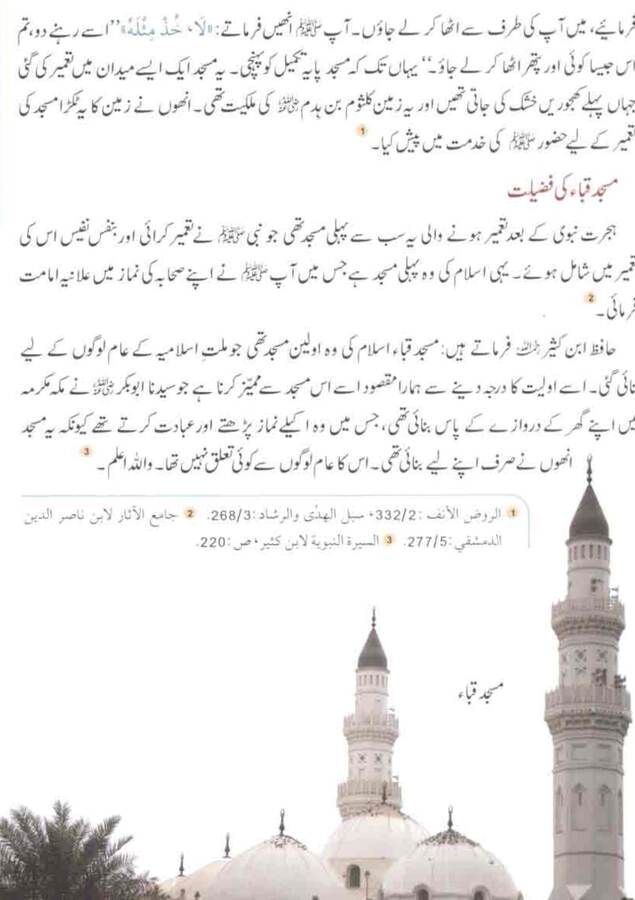 فرمائیے، میں آپ کی طرف سے اٹھا کر لے جاؤں۔ آپ ﷺ انھیں فرماتے: «لَا، خُذْ مِثْلَهُ» ”اسے رہنے دو، تم
اس جیسا کوئی اور پتھر اٹھا کر لے جاؤ۔“ یہاں تک کہ مسجد پایۂ تکمیل کو پہنچی۔ یہ مسجد ایک ایسے میدان میں تعمیر کی گئی
جہاں پہلے کھجوریں خشک کی جاتی تھیں اور یہ زمین کلثوم بن ہدم رضی اللہ عنہ کی ملکیت تھی۔ انھوں نے زمین کا یہ ٹکڑا مسجد کی
تعمیر کے لیے حضور ﷺ کی خدمت میں پیش کیا۔ 1
مسجد قباء کی فضیلت
ہجرت نبوی کے بعد تعمیر ہونے والی یہ سب سے پہلی مسجد تھی جو نبی ﷺ نے تعمیر کرائی اور بنفس نفیس اس کی
تعمیر میں شامل ہوئے۔ یہی اسلام کی وہ پہلی مسجد ہے جس میں آپ ﷺ نے اپنے صحابہ کی نماز میں علانیہ امامت
فرمائی۔ 2
حافظ ابن کثیر رحمہ اللہ فرماتے ہیں: مسجد قباء اسلام کی وہ اولین مسجد تھی جو ملتِ اسلامیہ کے عام لوگوں کے لیے
بنائی گئی۔ اسے اولیت کا درجہ دینے سے ہمارا مقصود اسے اس مسجد سے ممیّز کرنا ہے جو سیدنا ابوبکر رضی اللہ عنہ نے مکہ مکرمہ
میں اپنے گھر کے دروازے کے پاس بنائی تھی، جس میں وہ اکیلے نماز پڑھتے اور عبادت کرتے تھے کیونکہ یہ مسجد
انھوں نے صرف اپنے لیے بنائی تھی۔ اس کا عام لوگوں سے کوئی تعلق نہیں تھا۔ واللہ اعلم۔ 3
1 الروض الأنف: 332/2، سبل الهدٰى والرشاد: 268/3. 2 جامع الآثار لابن ناصر الدين
الدمشقي: 277/5. 3 السيرة النبوية لابن كثير، ص: 220.
مسجد قباء